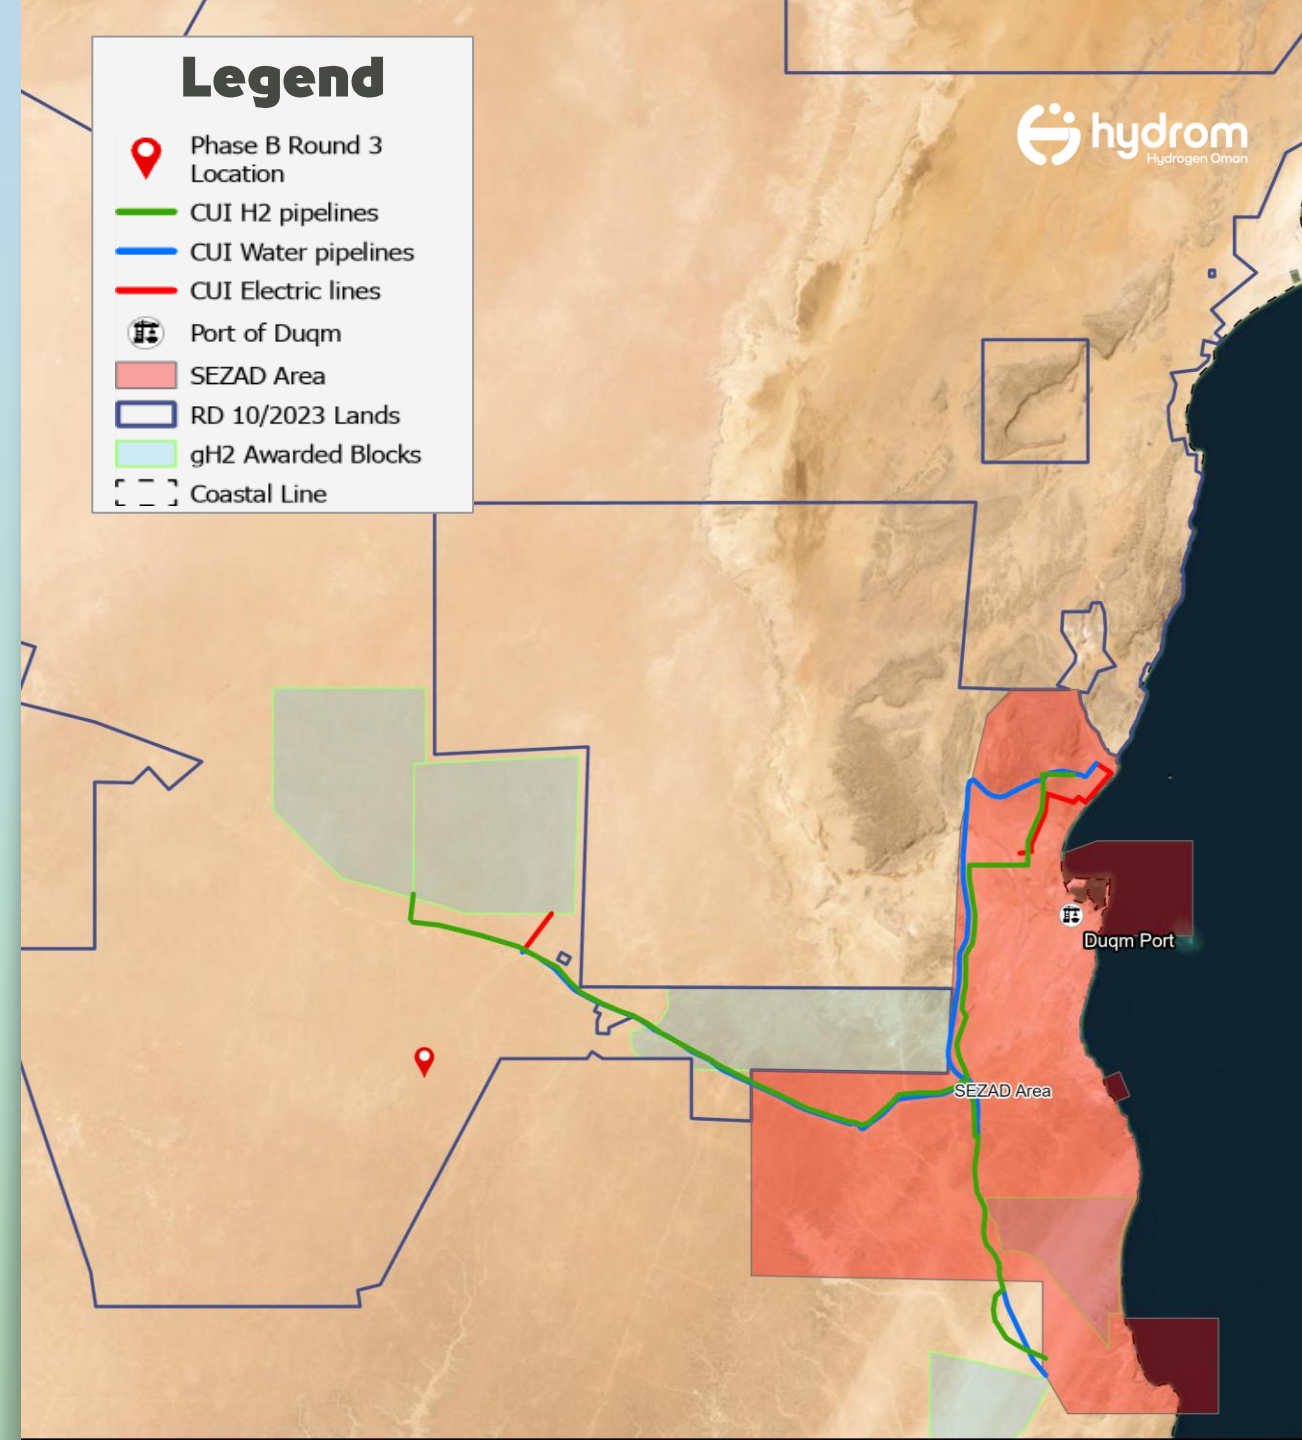 Legend
Phase B Round 3
Location
CUI H2 pipelines
CUI Water pipelines
CUI Electric lines
Port of Duqm
SEZAD Area
RD 10/2023 Lands
gH2 Awarded Blocks
Coastal Line
hydrom
Hydrogen Oman
Duqm Port
SEZAD Area